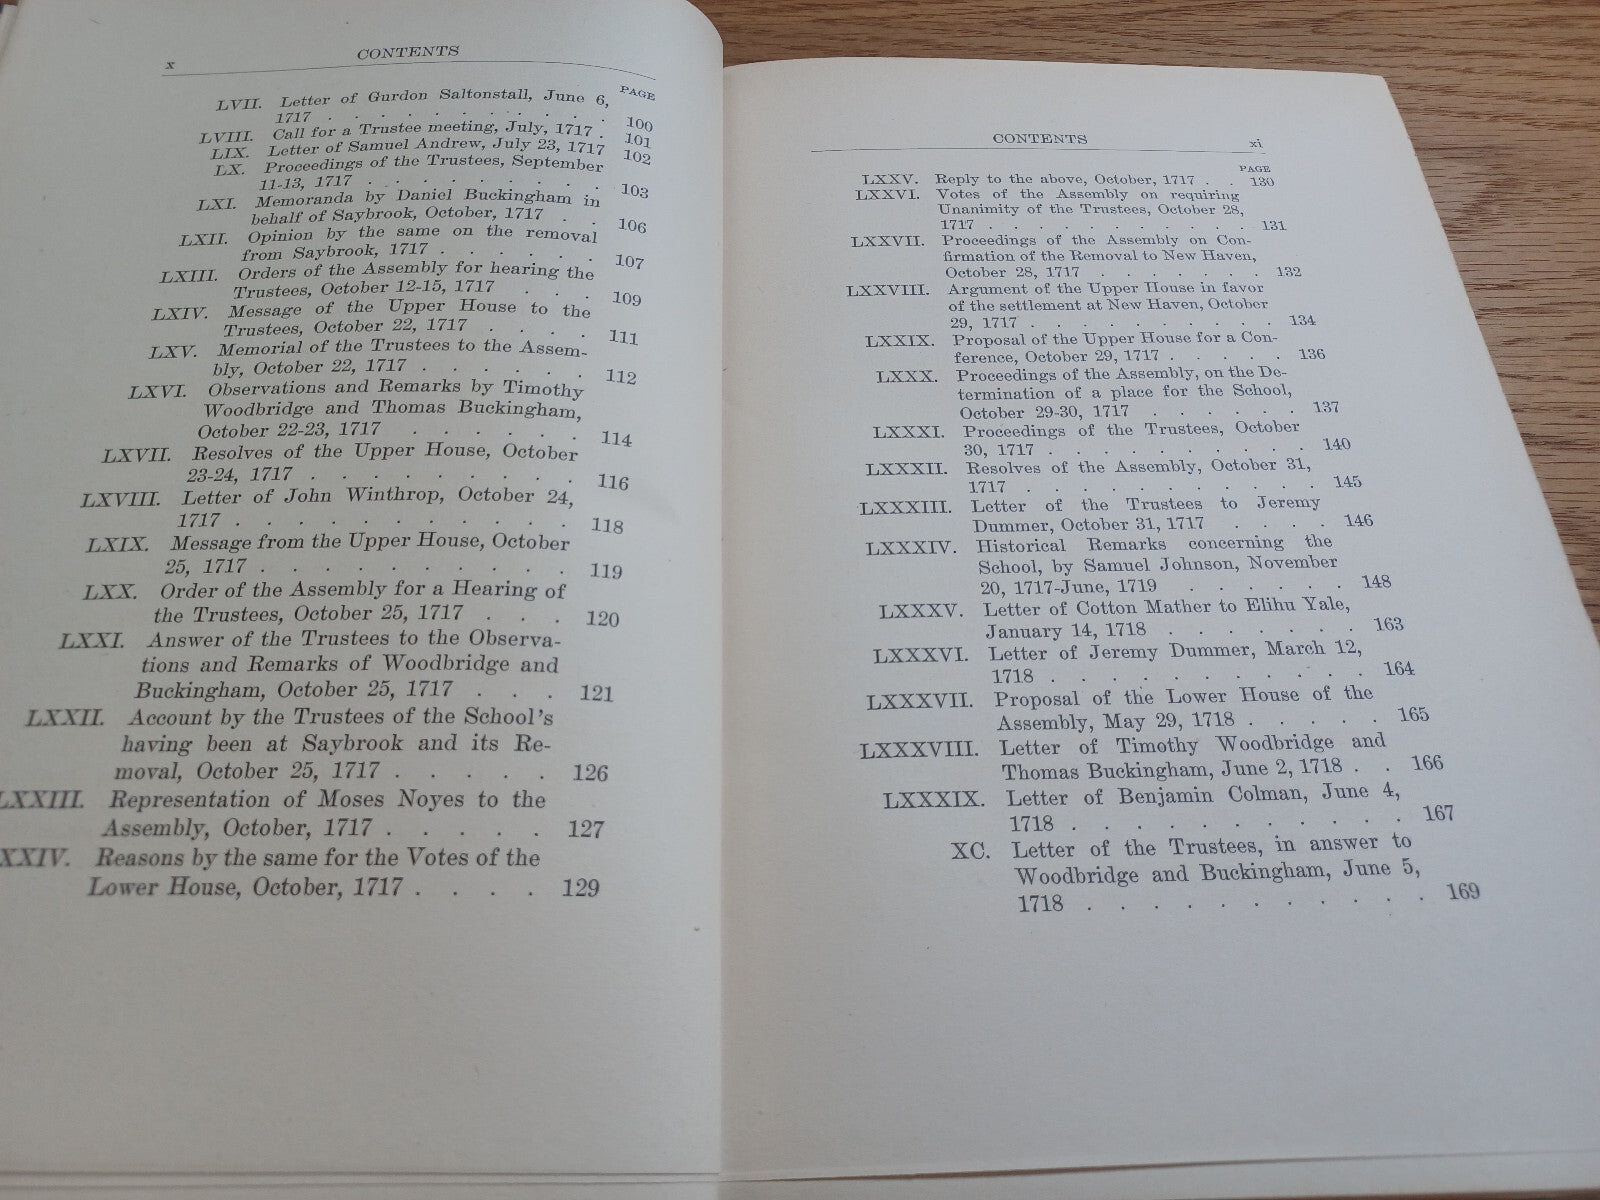 x CONTENTS
PAGE
LVII. Letter of Gurdon Saltonstall, June 6,
1717 . . . . . . . . . . 100
LVIII. Call for a Trustee meeting, July, 1717 . 101
LIX. Letter of Samuel Andrew, July 23, 1717 102
LX. Proceedings of the Trustees, September
11-13, 1717 . . . . . . . . 103
LXI. Memoranda by Daniel Buckingham in
behalf of Saybrook, October, 1717 . . 106
LXII. Opinion by the same on the removal
from Saybrook, 1717 . . . . . . 107
LXIII. Orders of the Assembly for hearing the
Trustees, October 12-15, 1717 . . . 109
LXIV. Message of the Upper House to the
Trustees, October 22, 1717 . . . . 111
LXV. Memorial of the Trustees to the Assem-
bly, October 22, 1717 . . . . . . 112
LXVI. Observations and Remarks by Timothy
Woodbridge and Thomas Buckingham,
October 22-23, 1717 . . . . . . 114
LXVII. Resolves of the Upper House, October
23-24, 1717 . . . . . . . . . 116
LXVIII. Letter of John Winthrop, October 24,
1717 . . . . . . . . . . . 118
LXIX. Message from the Upper House, October
25, 1717 . . . . . . . . . . 119
LXX. Order of the Assembly for a Hearing of
the Trustees, October 25, 1717 . . . 120
LXXI. Answer of the Trustees to the Observa-
tions and Remarks of Woodbridge and
Buckingham, October 25, 1717 . . . 121
LXXII. Account by the Trustees of the School's
having been at Saybrook and its Re-
moval, October 25, 1717 . . . . . 126
LXXIII. Representation of Moses Noyes to the
Assembly, October, 1717 . . . . . 127
XXIV. Reasons by the same for the Votes of the
Lower House, October, 1717 . . . . 129
CONTENTS xi
PAGE
LXXV. Reply to the above, October, 1717 . . 130
LXXVI. Votes of the Assembly on requiring
Unanimity of the Trustees, October 28,
1717 . . . . . . . . . . . 131
LXXVII. Proceedings of the Assembly on Con-
firmation of the Removal to New Haven,
October 28, 1717 . . . . . . . 132
LXXVIII. Argument of the Upper House in favor
of the settlement at New Haven, October
29, 1717 . . . . . . . . . . 134
LXXIX. Proposal of the Upper House for a Con-
ference, October 29, 1717 . . . . . 136
LXXX. Proceedings of the Assembly, on the De-
termination of a place for the School,
October 29-30, 1717 . . . . . . 137
LXXXI. Proceedings of the Trustees, October
30, 1717 . . . . . . . . . . 140
LXXXII. Resolves of the Assembly, October 31,
1717 . . . . . . . . . . . 145
LXXXIII. Letter of the Trustees to Jeremy
Dummer, October 31, 1717 . . . . 146
LXXXIV. Historical Remarks concerning the
School, by Samuel Johnson, November
20, 1717-June, 1719 . . . . . 148
LXXXV. Letter of Cotton Mather to Elihu Yale,
January 14, 1718 . . . . . . . 163
LXXXVI. Letter of Jeremy Dummer, March 12,
1718 . . . . . . . . . . . 164
LXXXVII. Proposal of the Lower House of the
Assembly, May 29, 1718 . . . . . 165
LXXXVIII. Letter of Timothy Woodbridge and
Thomas Buckingham, June 2, 1718 . . 166
LXXXIX. Letter of Benjamin Colman, June 4,
1718 . . . . . . . . . . . 167
XC. Letter of the Trustees, in answer to
Woodbridge and Buckingham, June 5,
1718 . . . . . . . . . . . 169